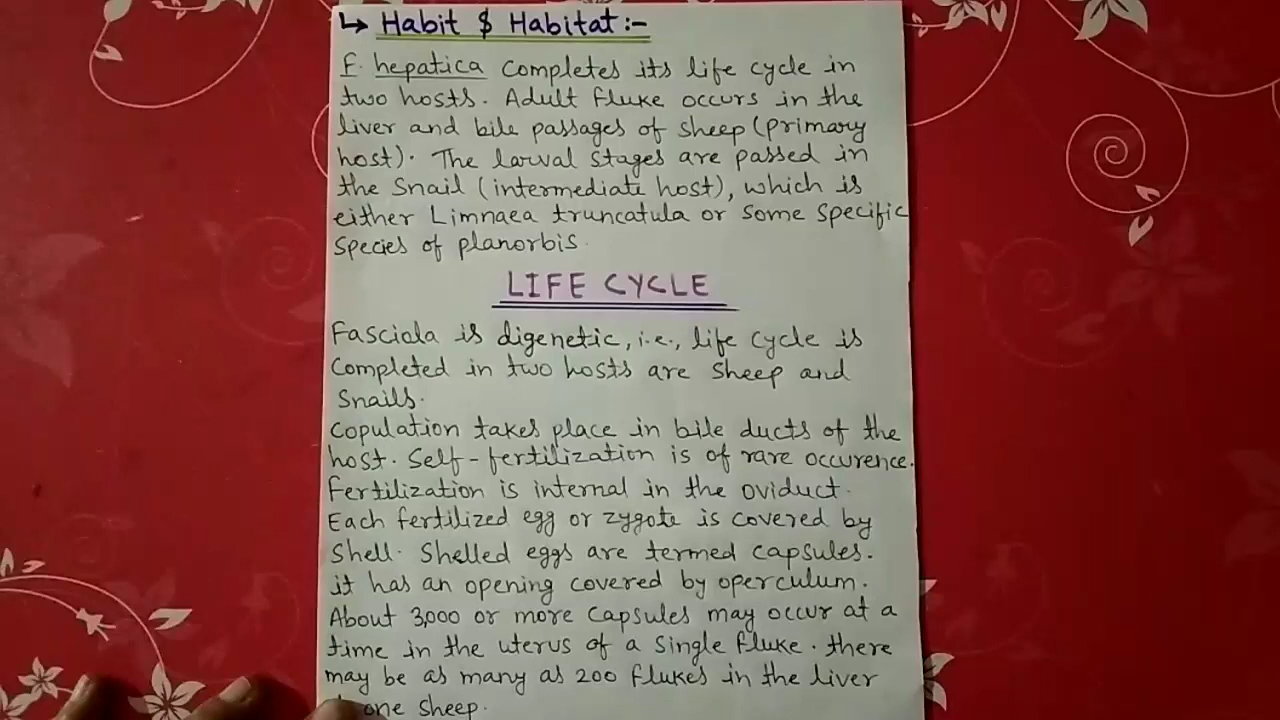 ↳ Habit & Habitat :-
F. hepatica completes its life cycle in
two hosts. Adult fluke occurs in the
liver and bile passages of sheep (primary
host). The larval stages are passed in
the snail (intermediate host), which is
either Limnaea truncatula or some specific
species of planorbis.
LIFE CYCLE
Fasciola is digenetic, i.e., life cycle is
completed in two hosts are sheep and
snails.
Copulation takes place in bile ducts of the
host. Self-fertilization is of rare occurence.
Fertilization is internal in the oviduct.
Each fertilized egg or zygote is covered by
shell. Shelled eggs are termed capsules.
it has an opening covered by operculum.
About 3,000 or more capsules may occur at a
time in the uterus of a single fluke. there
may be as many as 200 flukes in the liver
one sheep.